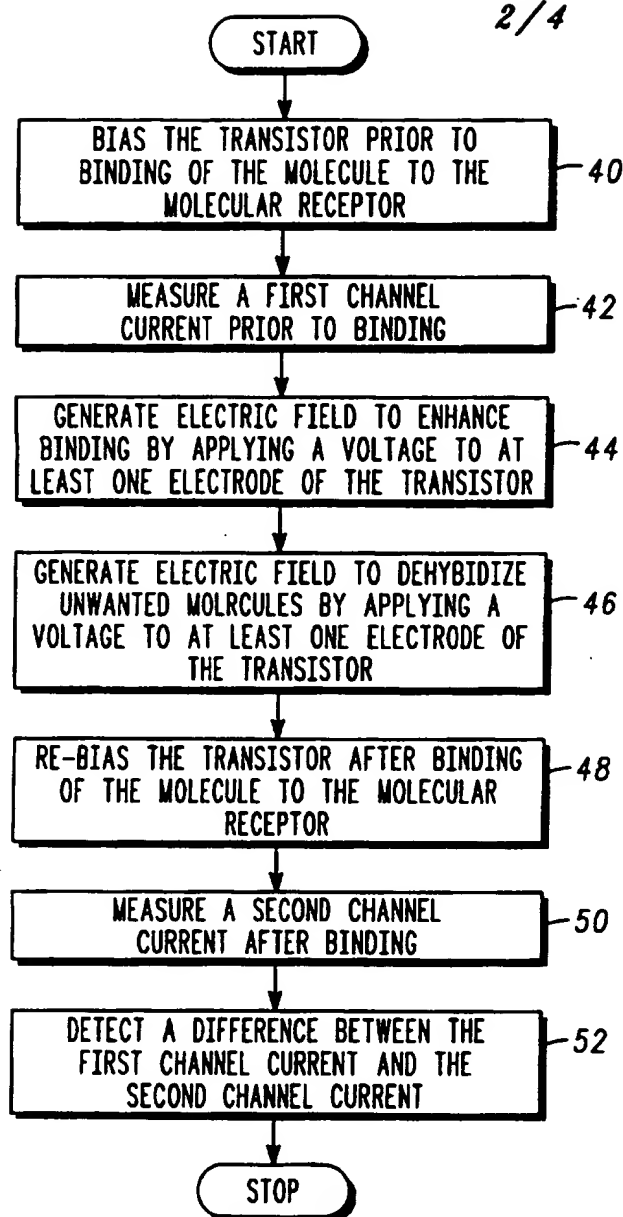 2/4
START
BIAS THE TRANSISTOR PRIOR TO
BINDING OF THE MOLECULE TO THE
MOLECULAR RECEPTOR
40
MEASURE A FIRST CHANNEL
CURRENT PRIOR TO BINDING
42
GENERATE ELECTRIC FIELD TO ENHANCE
BINDING BY APPLYING A VOLTAGE TO AT
LEAST ONE ELECTRODE OF THE TRANSISTOR
44
GENERATE ELECTRIC FIELD TO DEHYBIDIZE
UNWANTED MOLRCULES BY APPLYING A
VOLTAGE TO AT LEAST ONE ELECTRODE OF
THE TRANSISTOR
46
RE-BIAS THE TRANSISTOR AFTER BINDING
OF THE MOLECULE TO THE MOLECULAR
RECEPTOR
48
MEASURE A SECOND CHANNEL
CURRENT AFTER BINDING
50
DETECT A DIFFERENCE BETWEEN THE
FIRST CHANNEL CURRENT AND THE
SECOND CHANNEL CURRENT
52
STOP